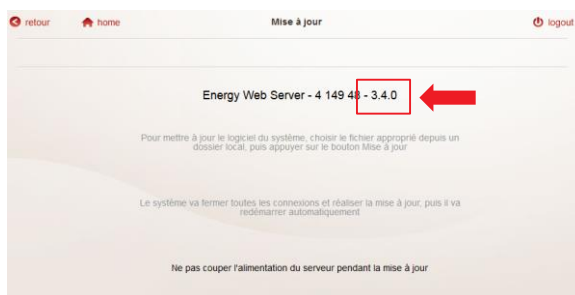 retour home Mise à jour logout
Energy Web Server - 4 149 48 - 3.4.0
Pour mettre à jour le logiciel du système, choisir le fichier approprié depuis un
dossier local, puis appuyer sur le bouton Mise à jour
Le système va fermer toutes les connexions et réaliser la mise à jour, puis il va
redémarrer automatiquement
Ne pas couper l'alimentation du serveur pendant la mise à jour